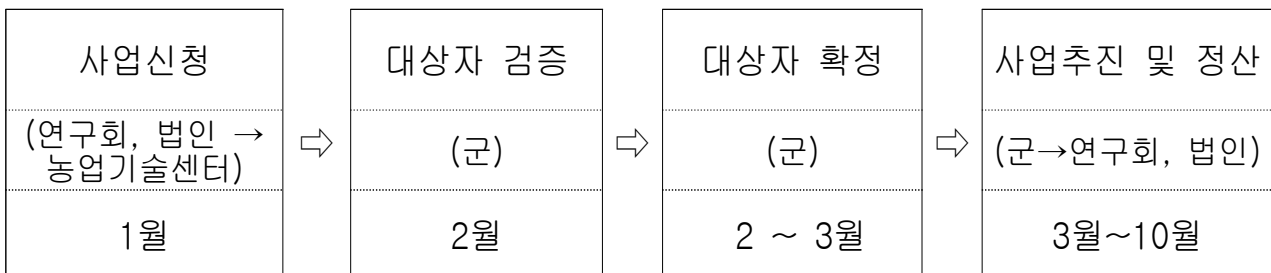 사업신청
(연구회, 법인 →
농업기술센터)
1월
⇨
대상자 검증
(군)
2월
⇨
대상자 확정
(군)
2 ~ 3월
⇨
사업추진 및 정산
(군→연구회, 법인)
3월~10월